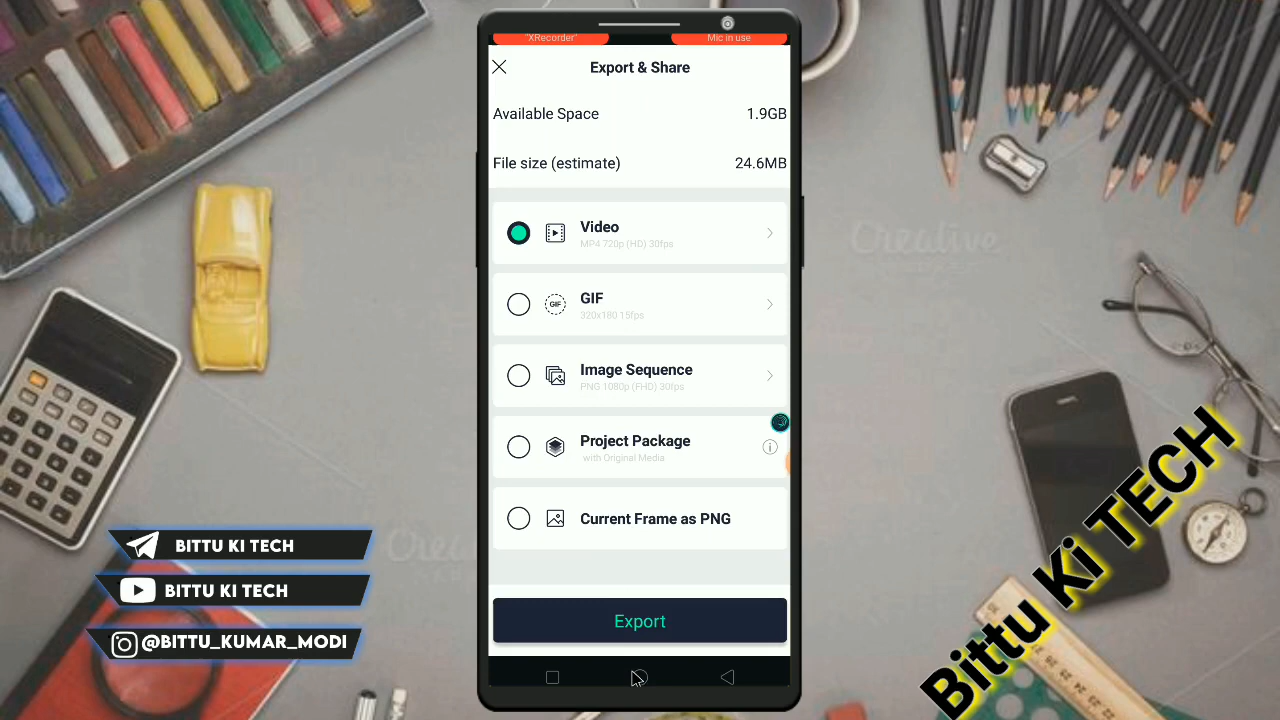 "XRecorder"
Mic in use
Export & Share
Available Space
1.9GB
File size (estimate)
24.6MB
Video
MP4 720p (HD) 30fps
GIF
GIF
320x180 15fps
Image Sequence
PNG 1080p (FHD) 30fps
Project Package
with Original Media
Current Frame as PNG
Export
BITTU KI TECH
BITTU KI TECH
@BITTU_KUMAR_MODI
Bittu Ki TECH
Creative